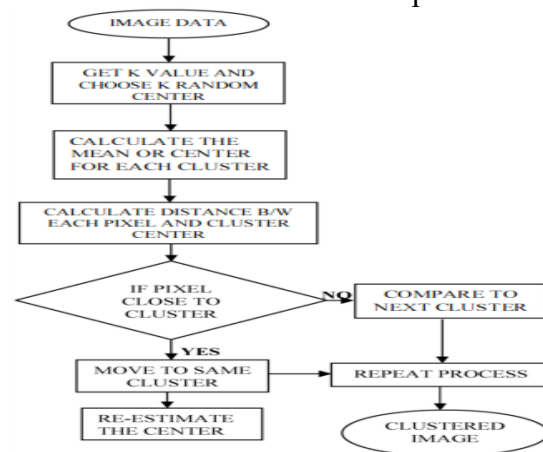 IMAGE DATA
GET K VALUE AND
CHOOSE K RANDOM
CENTER
CALCULATE THE
MEAN OR CENTER
FOR EACH CLUSTER
CALCULATE DISTANCE B/W
EACH PIXEL AND CLUSTER
CENTER
IF PIXEL
CLOSE TO
CLUSTER
NO
COMPARE TO
NEXT CLUSTER
YES
MOVE TO SAME
CLUSTER
REPEAT PROCESS
RE-ESTIMATE
THE CENTER
CLUSTERED
IMAGE